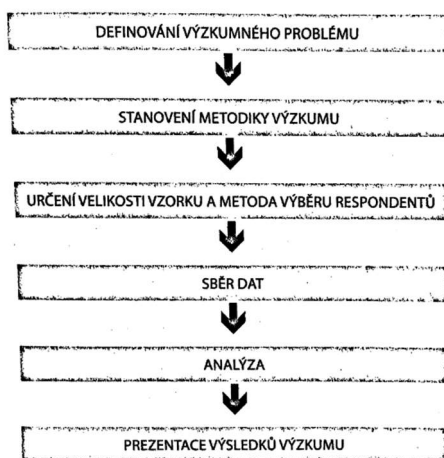 DEFINOVÁNÍ VÝZKUMNÉHO PROBLÉMU
STANOVENÍ METODIKY VÝZKUMU
URČENÍ VELIKOSTI VZORKU A METODA VÝBĚRU RESPONDENTŮ
SBĚR DAT
ANALÝZA
PREZENTACE VÝSLEDKŮ VÝZKUMU